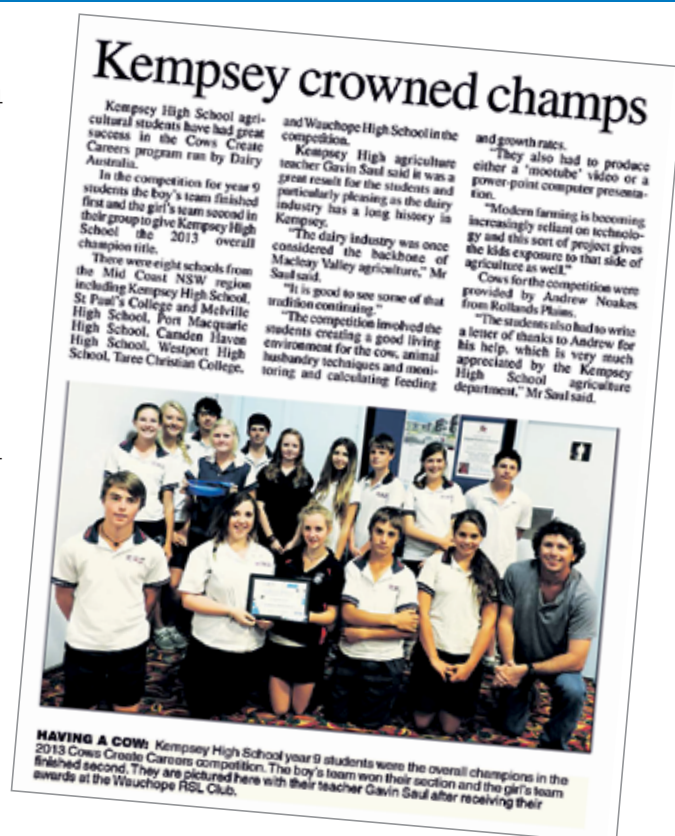 Kempsey crowned champs
Kempsey High School agri-
cultural students have had great
success in the Cows Create
Careers program run by Dairy
Australia.
In the competition for year 9
students the boy's team finished
first and the girl's team second in
their group to give Kempsey High
School the 2013 overall
champion title.
There were eight schools from
the Mid Coast NSW region
including Kempsey High School,
St Paul's College and Melville
High School, Port Macquarie
High School, Camden Haven
High School, Westport High
School, Taree Christian College,
and Wauchope High School in the
competition.
Kempsey High agriculture
teacher Gavin Saul said it was a
great result for the students and
particularly pleasing as the dairy
industry has a long history in
Kempsey.
"The dairy industry was once
considered the backbone of
Macleay Valley agriculture," Mr
Saul said.
"It is good to see some of that
tradition continuing."
"The competition involved the
students creating a good living
environment for the cow, animal
husbandry techniques and moni-
toring and calculating feeding
and growth rates.
"They also had to produce
either a 'mootube' video or a
power-point computer presenta-
tion.
"Modern farming is becoming
increasingly reliant on technolo-
gy and this sort of project gives
the kids exposure to that side of
agriculture as well."
Cows for the competition were
provided by Andrew Noakes
from Rollands Plains.
"The students also had to write
a letter of thanks to Andrew for
his help, which is very much
appreciated by the Kempsey
High School agriculture
department," Mr Saul said.
HAVING A COW: Kempsey High School year 9 students were the overall champions in the
2013 Cows Create Careers competition. The boy's team won their section and the girl's team
finished second. They are pictured here with their teacher Gavin Saul after receiving their
awards at the Wauchope RSL Club.